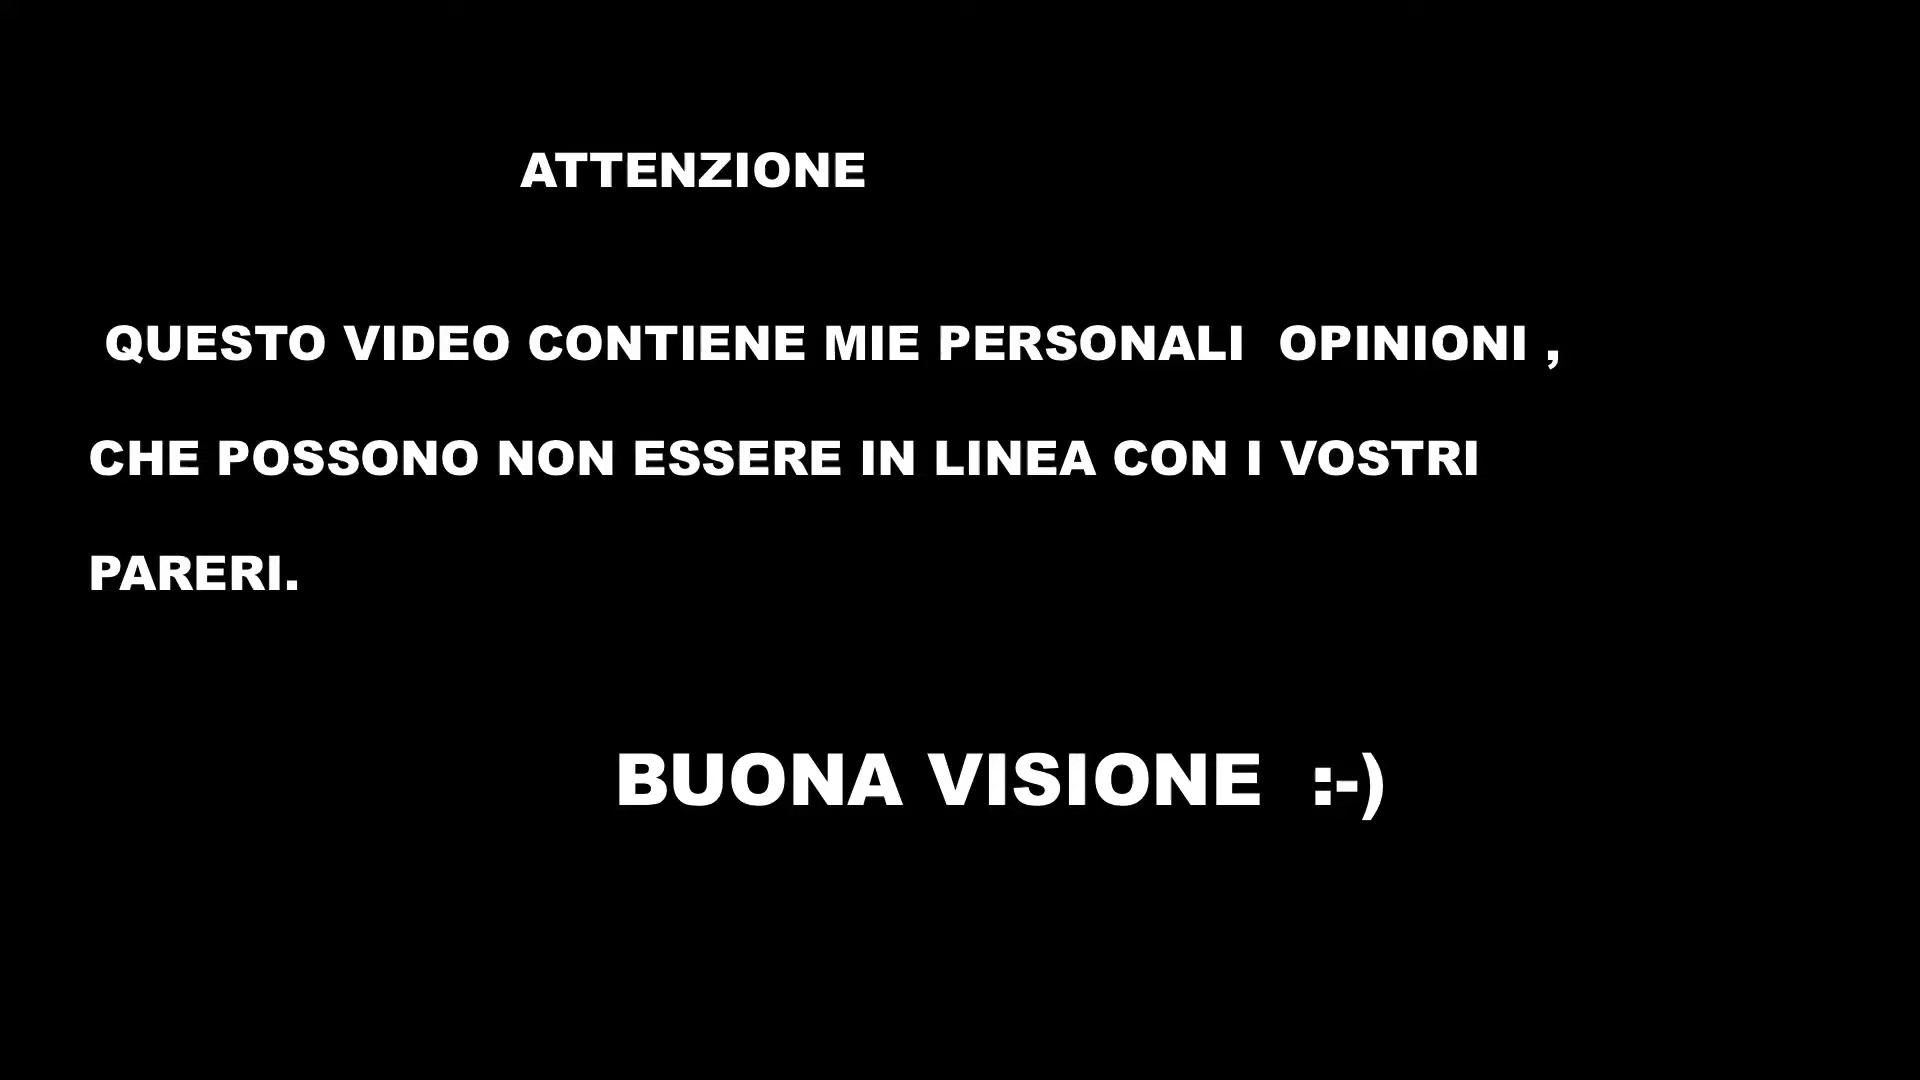 ATTENZIONE
QUESTO VIDEO CONTIENE MIE PERSONALI  OPINIONI ,
CHE POSSONO NON ESSERE IN LINEA CON I VOSTRI
PARERI.
BUONA VISIONE  :-)